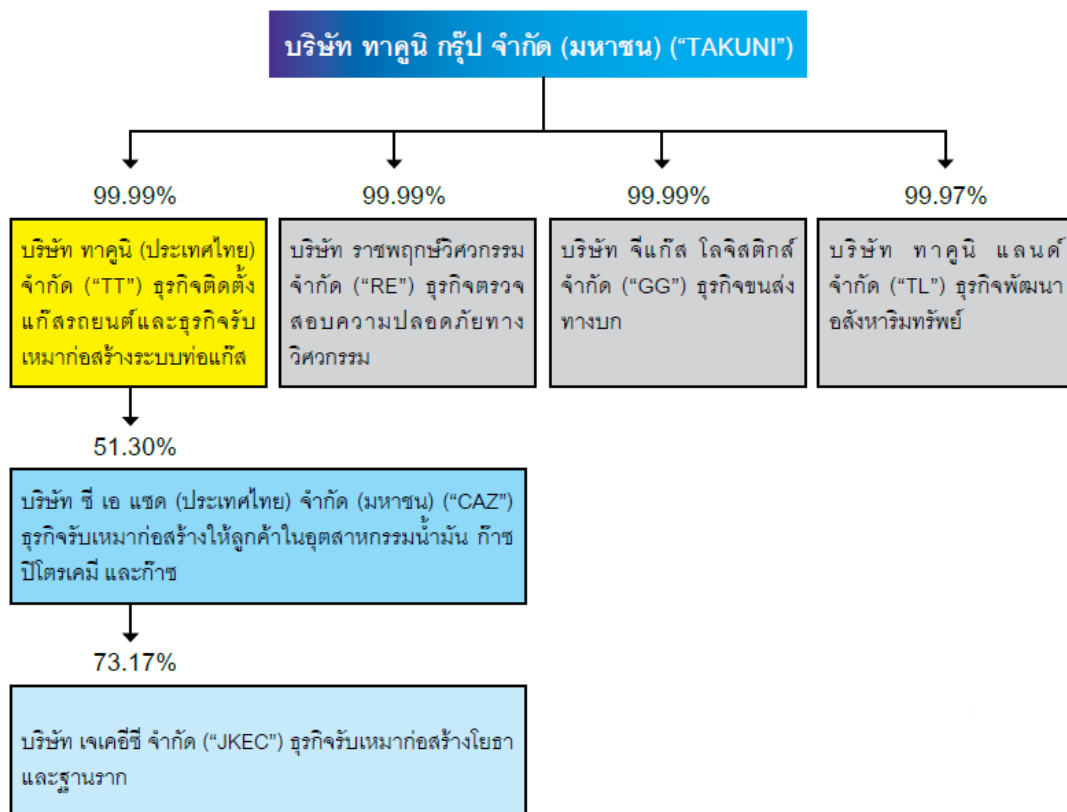 บริษัท ทาคูนิ กรุ๊ป จำกัด (มหาชน) (“TAKUNI”)
99.99%
99.99%
99.99%
99.97%
บริษัท ทาคูนิ (ประเทศไทย)
จำกัด (“TT”) ธุรกิจติดตั้ง
แก๊สรถยนต์และธุรกิจรับ
เหมาก่อสร้างระบบท่อแก๊ส
บริษัท ราชพฤกษ์วิศวกรรม
จำกัด (“RE”) ธุรกิจตรวจ
สอบความปลอดภัยทาง
วิศวกรรม
บริษัท จีแก๊ส โลจิสติกส์
จำกัด (“GG”) ธุรกิจขนส่ง
ทางบก
บริษัท ทาคูนิ แลนด์
จำกัด (“TL”) ธุรกิจพัฒนา
อสังหาริมทรัพย์
51.30%
บริษัท ซี เอ แซด (ประเทศไทย) จำกัด (มหาชน) (“CAZ”)
ธุรกิจรับเหมาก่อสร้างให้ลูกค้าในอุตสาหกรรมน้ำมัน ก๊าซ
ปิโตรเคมี และก๊าซ
73.17%
บริษัท เจเคอีซี จำกัด (“JKEC”) ธุรกิจรับเหมาก่อสร้างโยธา
และฐานราก